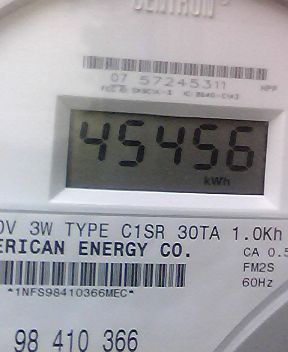 CENTRON®
07 57245311
45456
kWh
0V 3W TYPE C1SR 30TA 1.0Kh
ERICAN ENERGY CO.
CA 0.5
FM2S
60Hz
*1NFS98410366MEC*
98 410 366